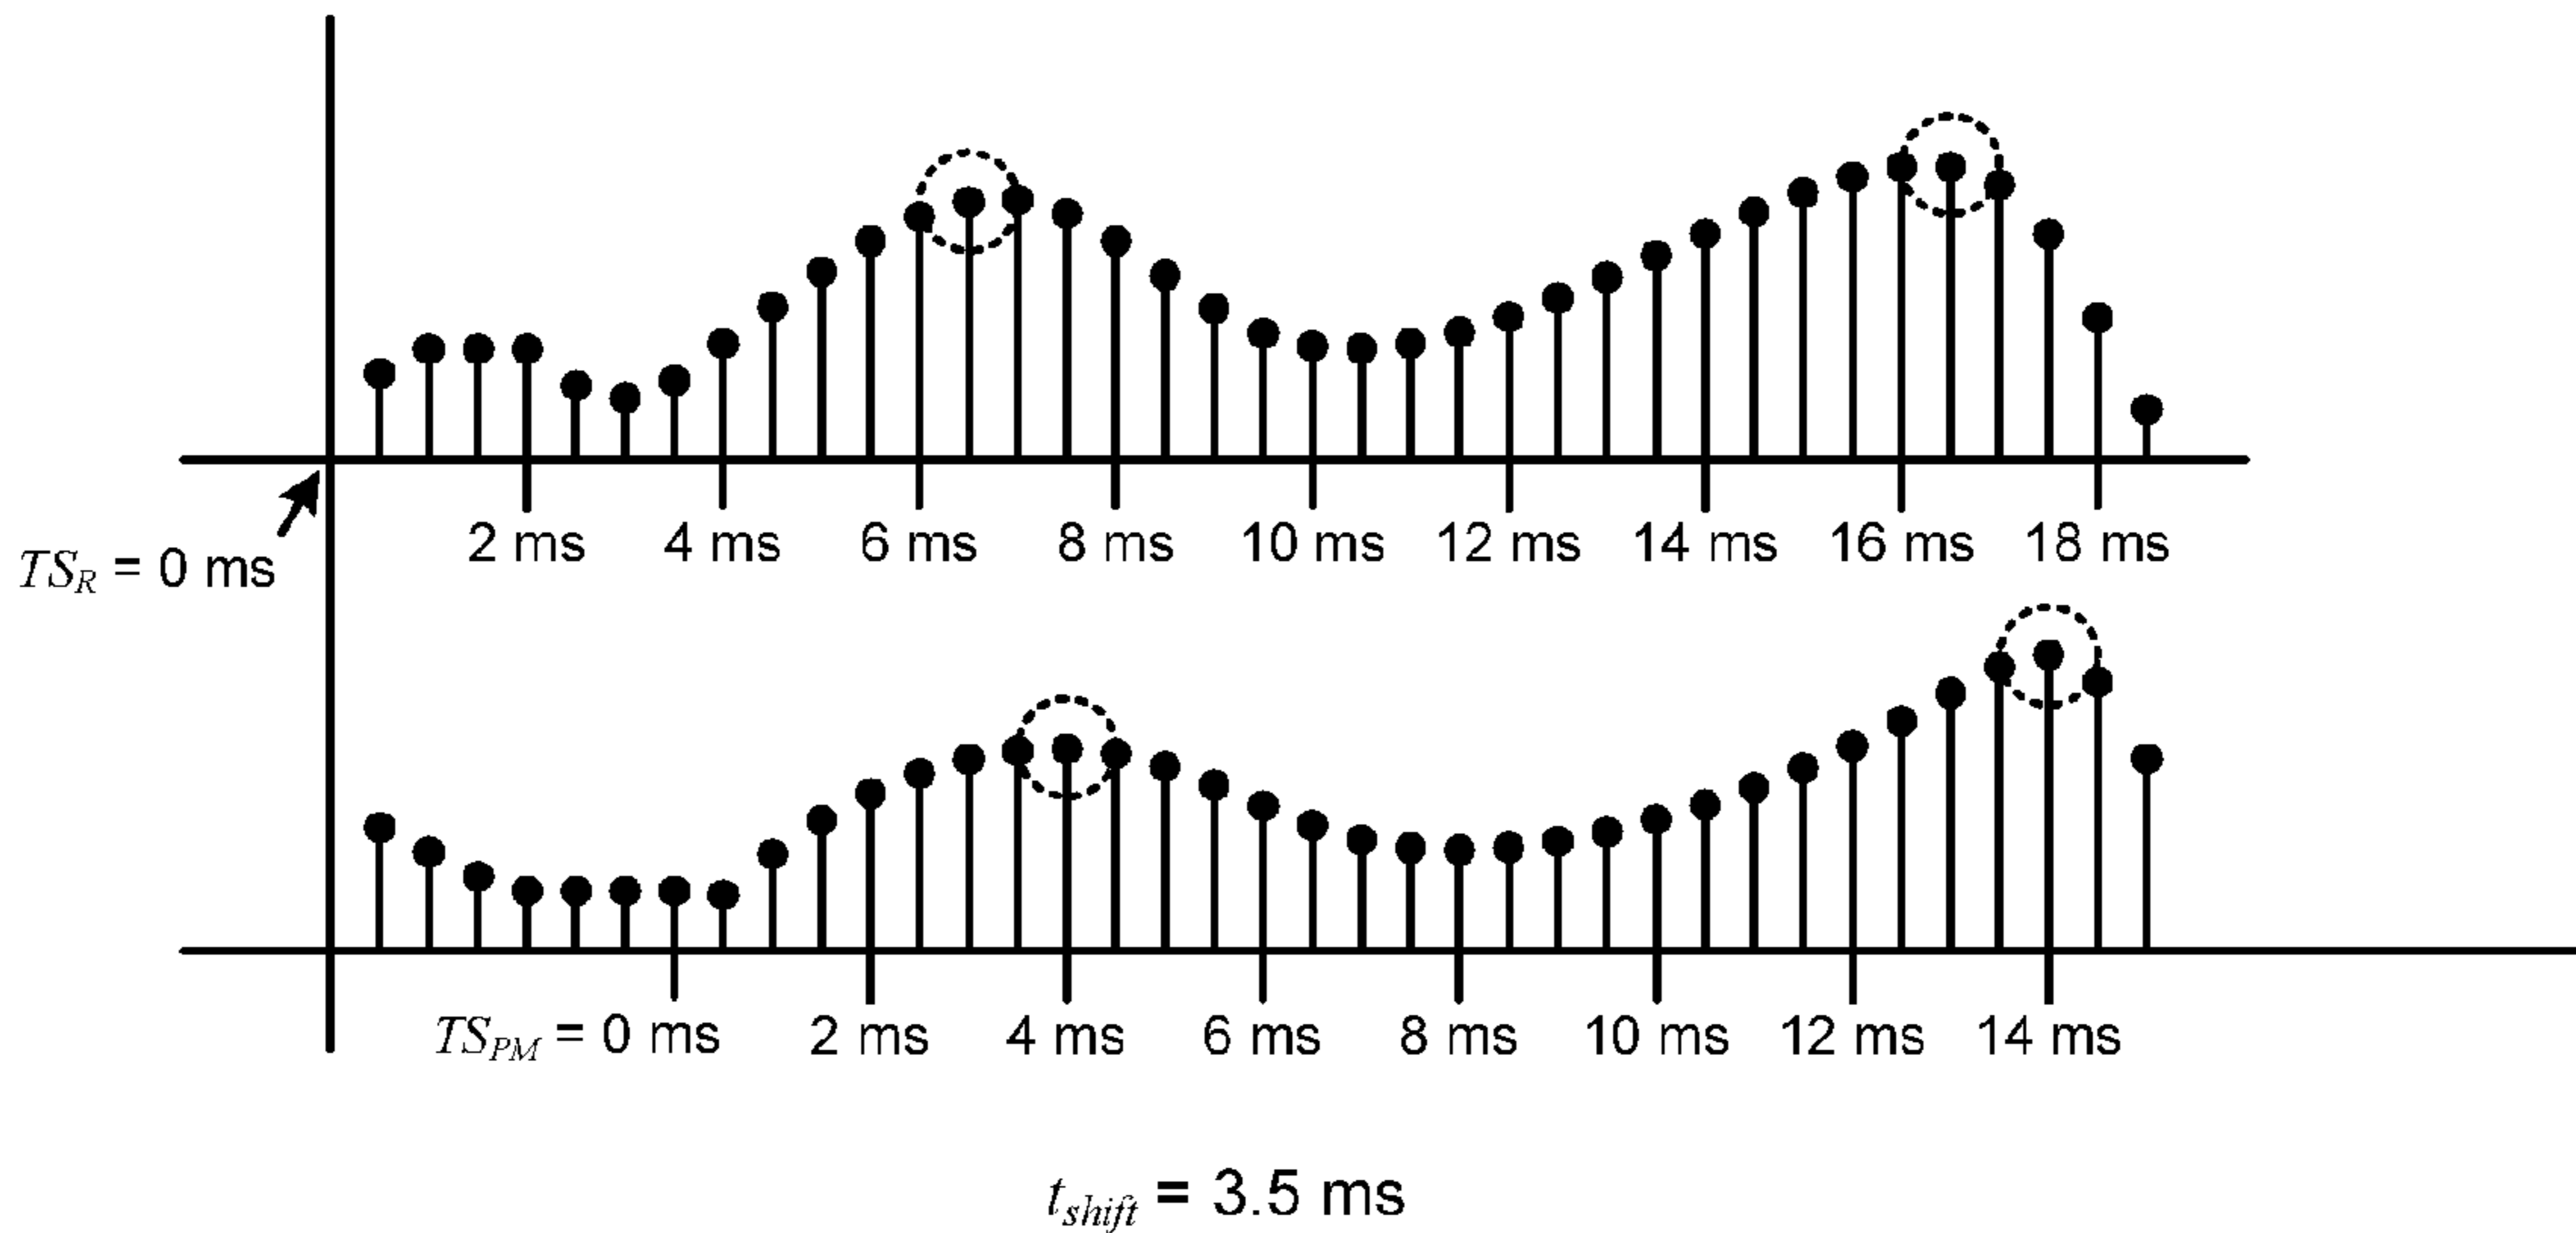 2 ms 4 ms 6 ms 8 ms 10 ms 12 ms 14 ms 16 ms 18 ms
TS_R = 0 ms
TS_PM = 0 ms 2 ms 4 ms 6 ms 8 ms 10 ms 12 ms 14 ms
t_shift = 3.5 ms